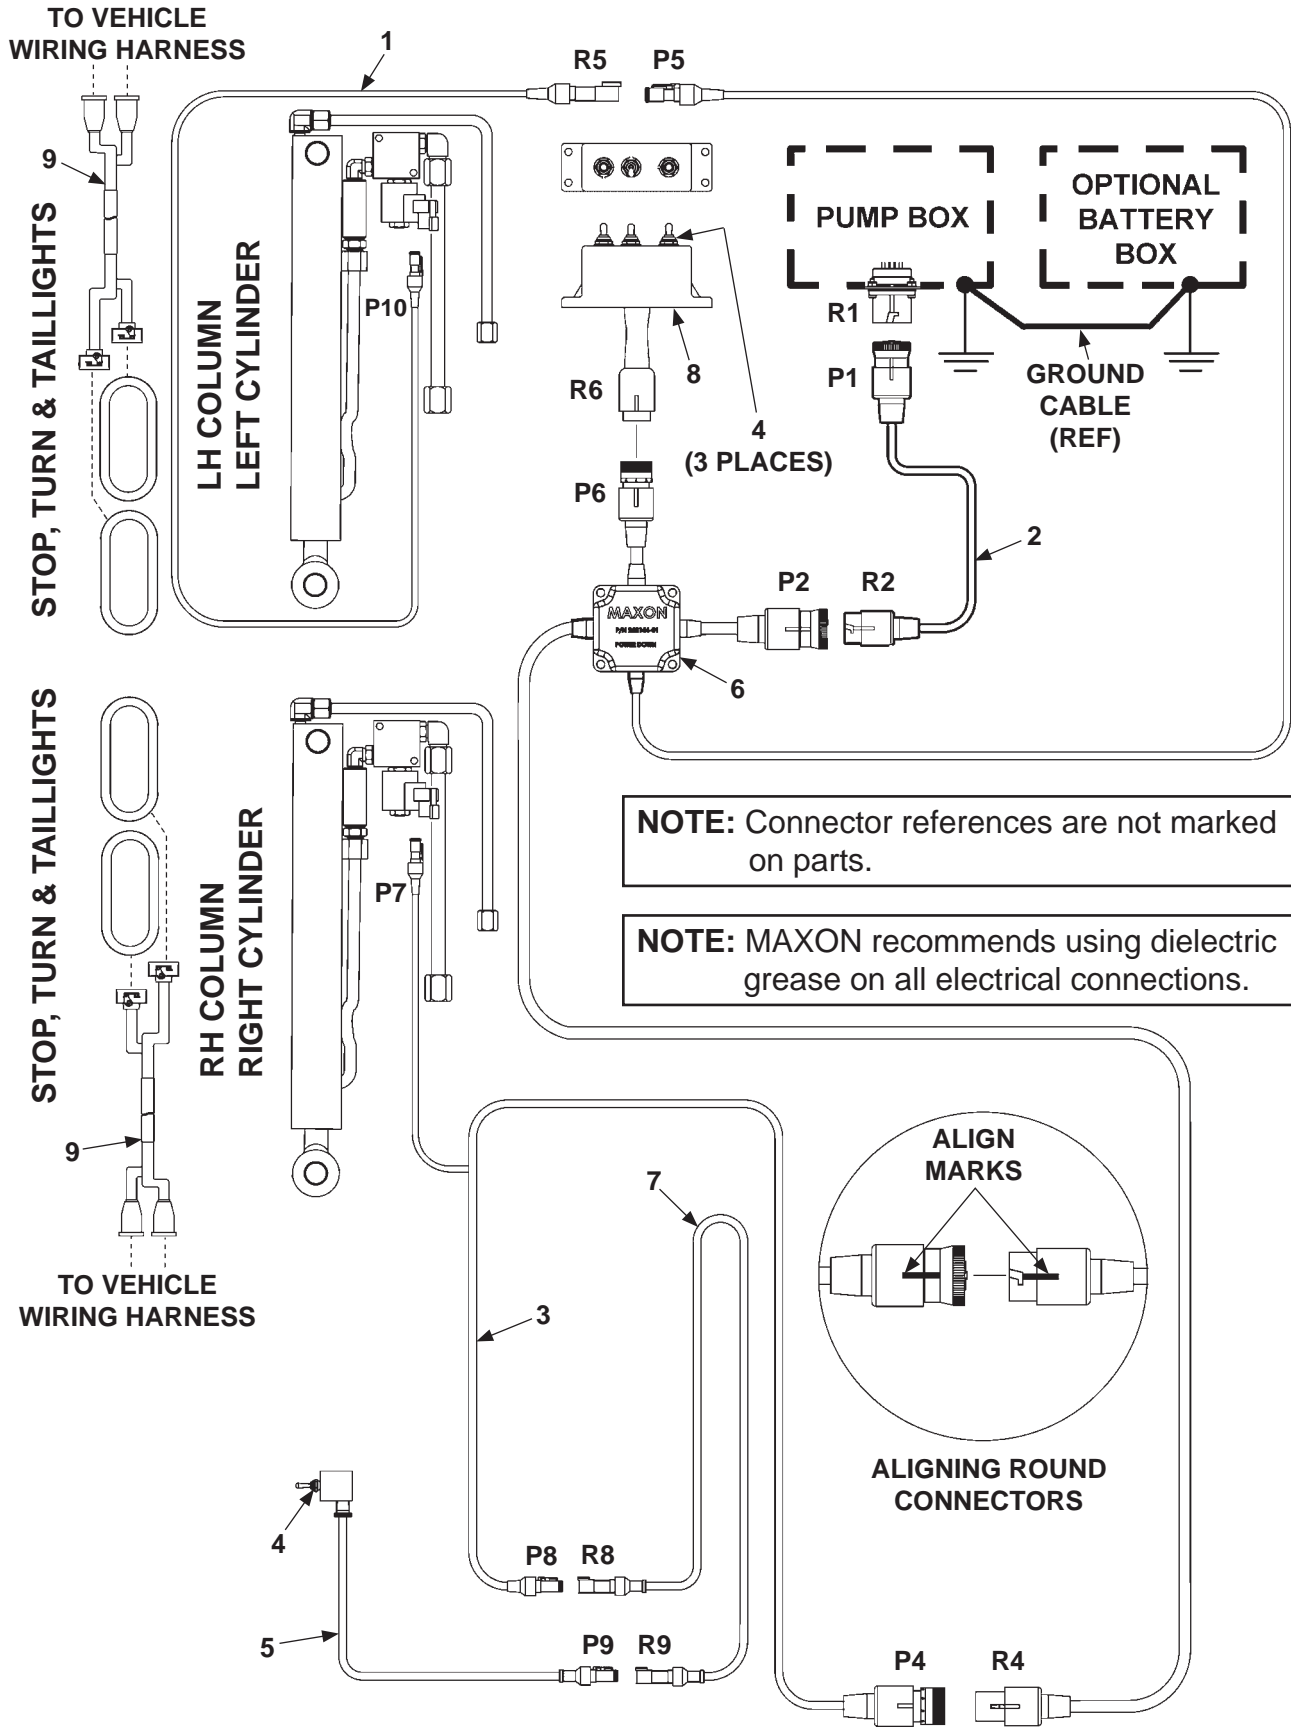 TO VEHICLE
WIRING HARNESS
1
R5 P5
9
STOP, TURN & TAILLIGHTS
LH COLUMN
LEFT CYLINDER
P10
PUMP BOX
OPTIONAL
BATTERY
BOX
R1
P1
GROUND
CABLE
(REF)
8
R6
4
(3 PLACES)
P6
2
P2 R2
MAXON
POWER DOWN
6
STOP, TURN & TAILLIGHTS
RH COLUMN
RIGHT CYLINDER
P7
NOTE: Connector references are not marked
on parts.
NOTE: MAXON recommends using dielectric
grease on all electrical connections.
9
TO VEHICLE
WIRING HARNESS
7
3
ALIGN
MARKS
ALIGNING ROUND
CONNECTORS
4
P8 R8
5
P9 R9
P4 R4